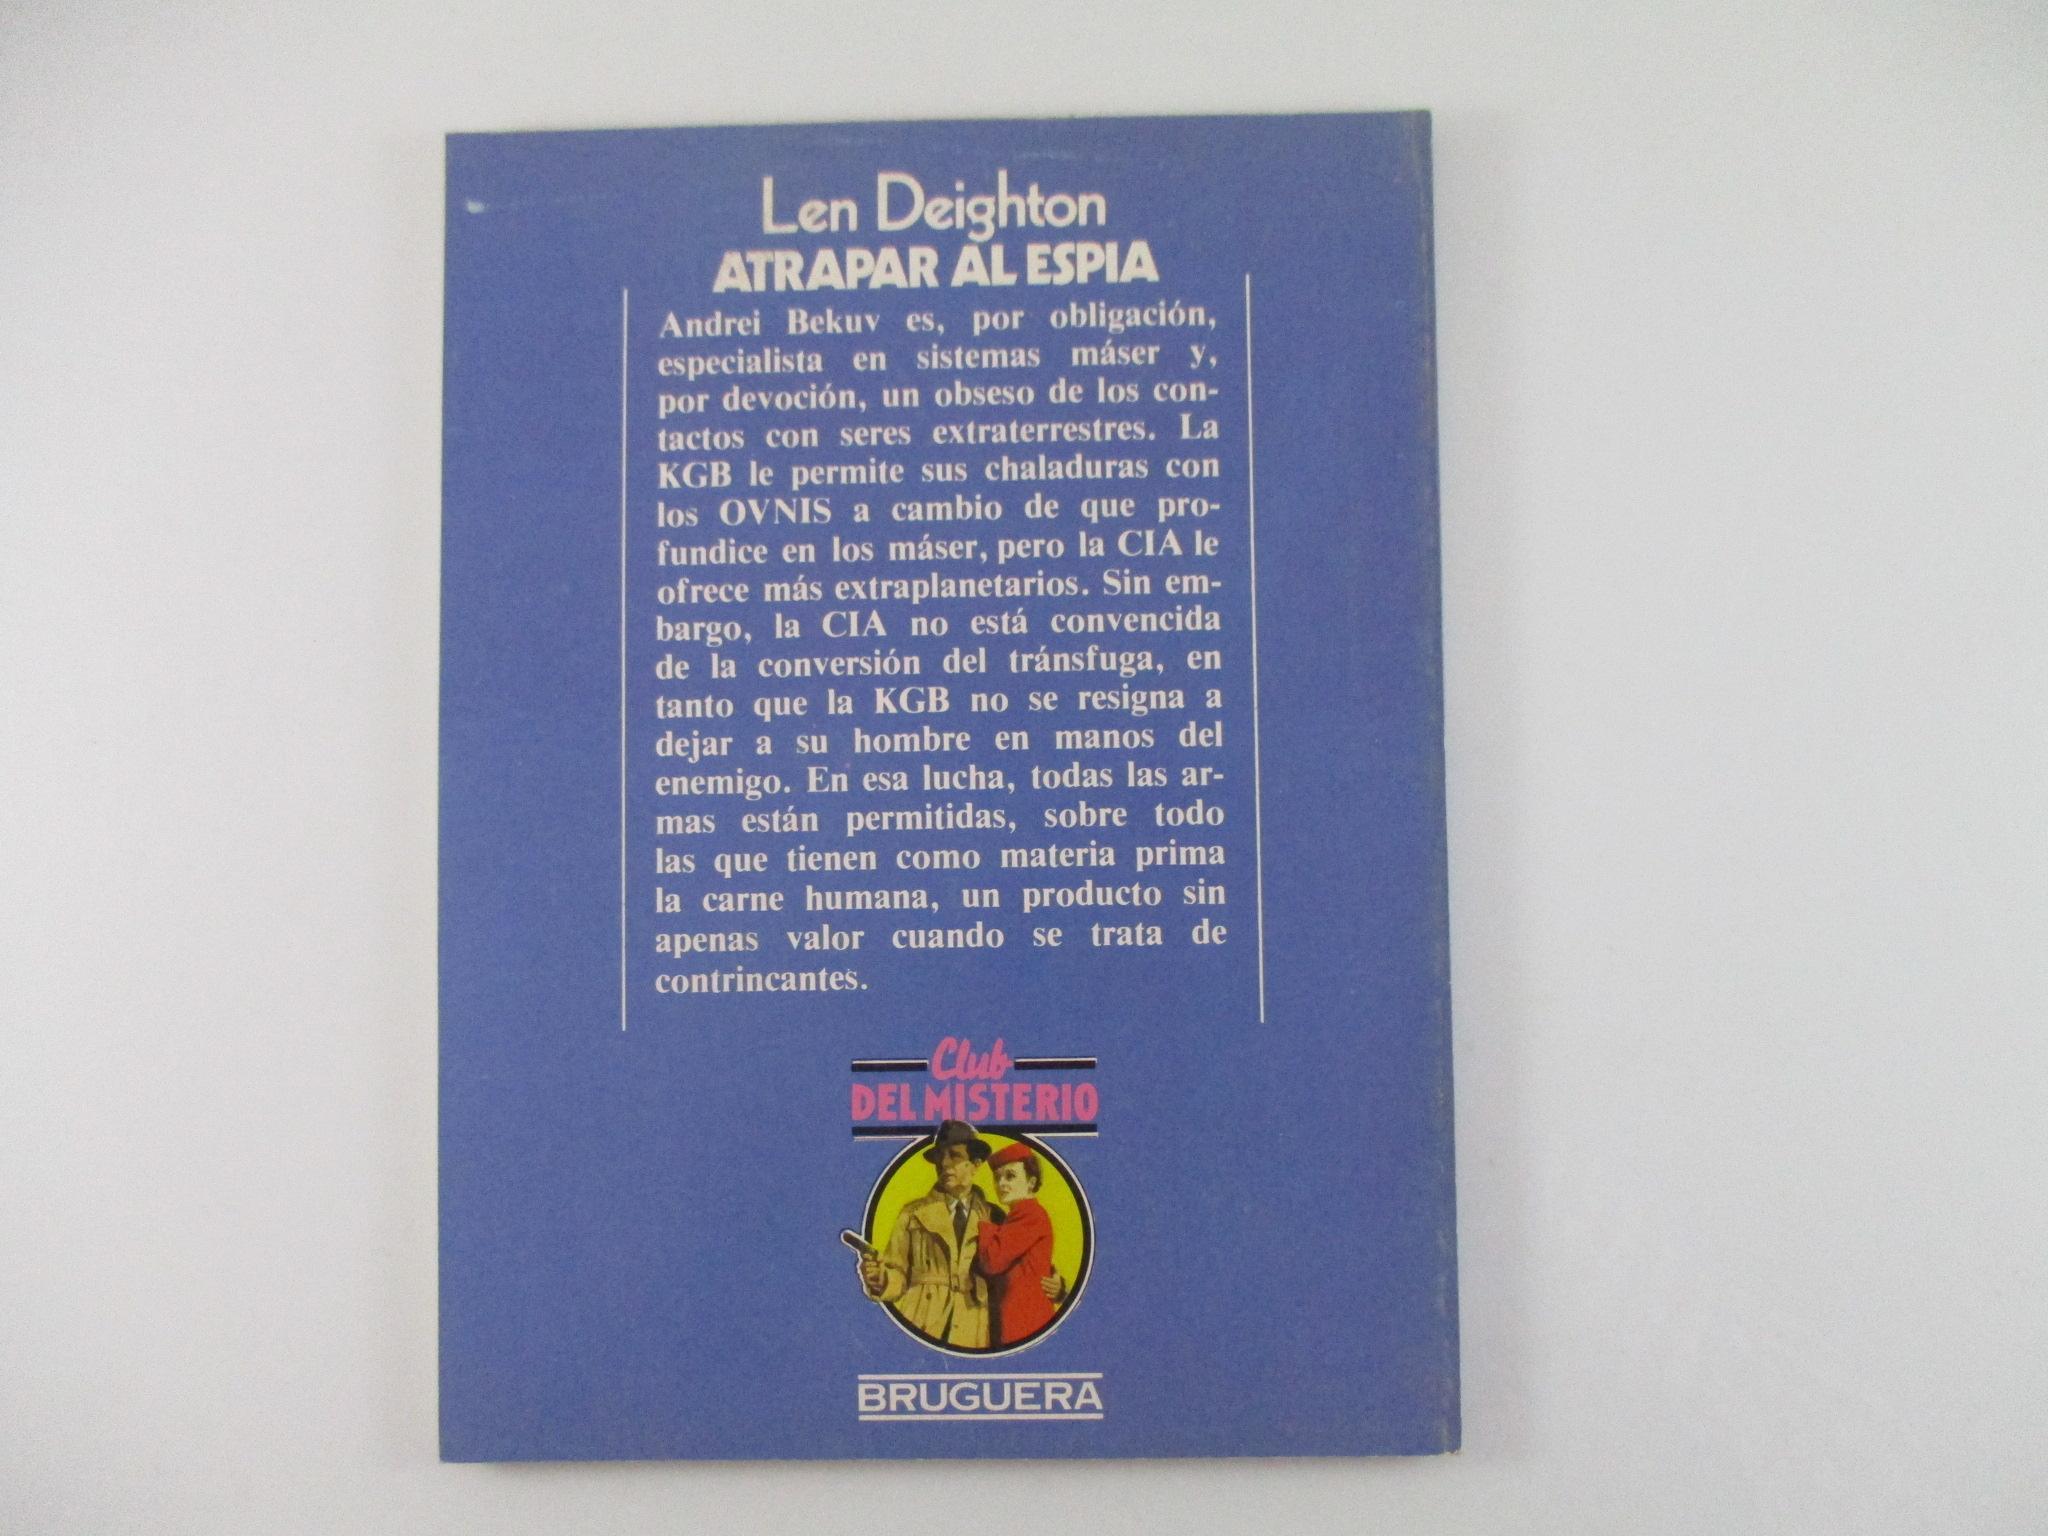 Len Deighton
ATRAPAR AL ESPIA
Andrei Bekuv es, por obligación,
especialista en sistemas máser y,
por devoción, un obseso de los con-
tactos con seres extraterrestres. La
KGB le permite sus chaladuras con
los OVNIS a cambio de que pro-
fundice en los máser, pero la CIA le
ofrece más extraplanetarios. Sin em-
bargo, la CIA no está convencida
de la conversión del tránsfuga, en
tanto que la KGB no se resigna a
dejar a su hombre en manos del
enemigo. En esa lucha, todas las ar-
mas están permitidas, sobre todo
las que tienen como materia prima
la carne humana, un producto sin
apenas valor cuando se trata de
contrincantes.
Club
DEL MISTERIO
BRUGUERA